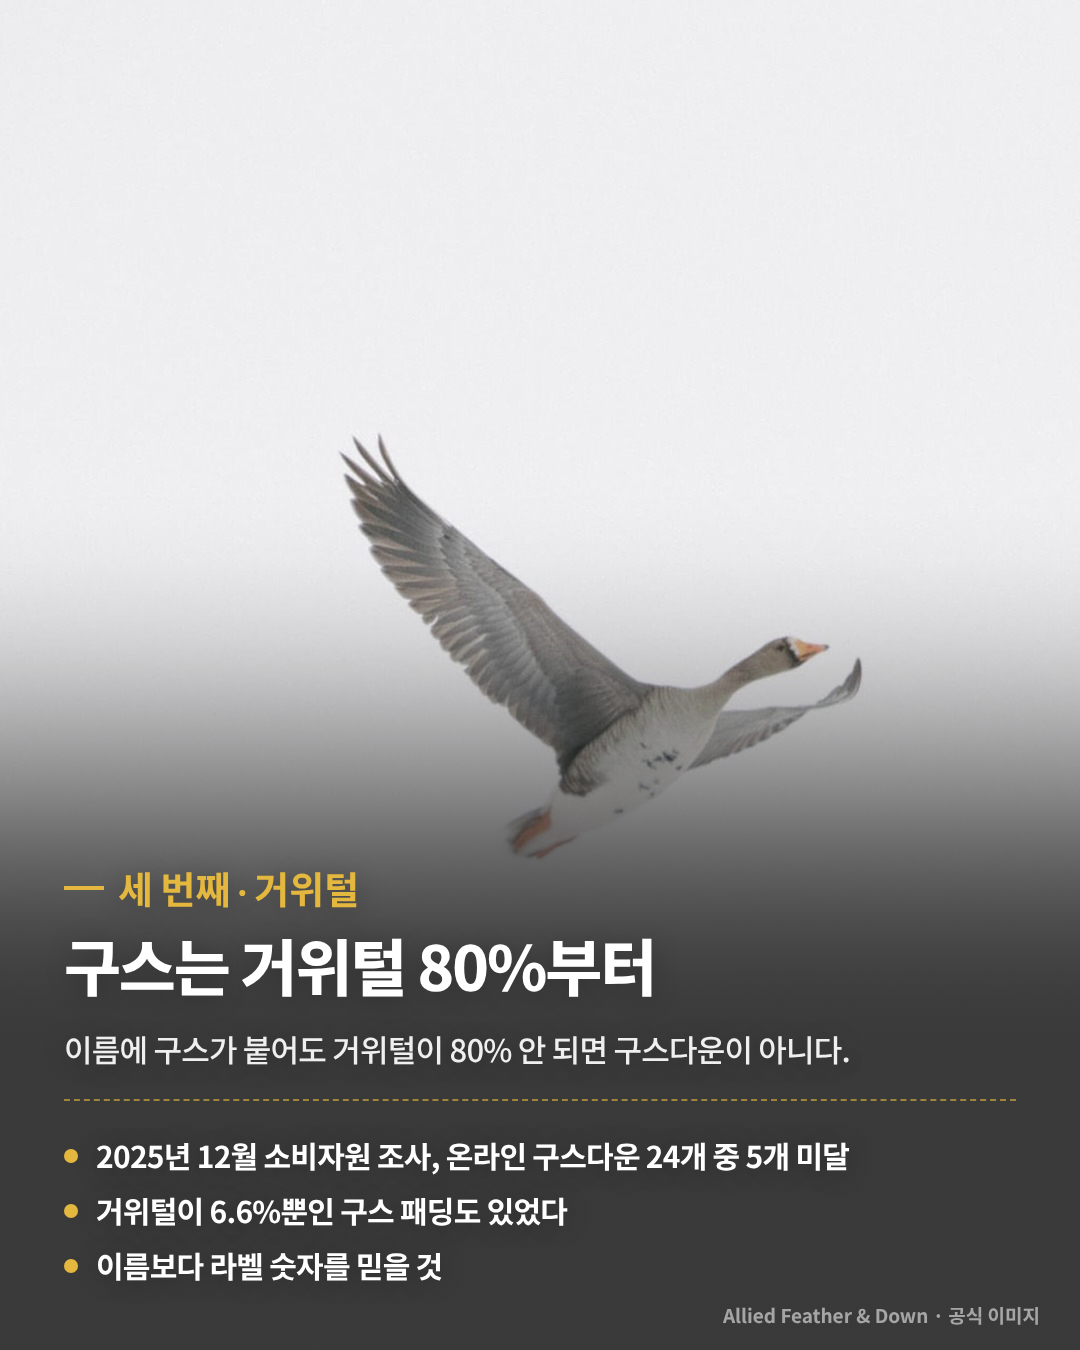 세 번째 · 거위털
구스는 거위털 80%부터
이름에 구스가 붙어도 거위털이 80% 안 되면 구스다운이 아니다.
2025년 12월 소비자원 조사, 온라인 구스다운 24개 중 5개 미달
거위털이 6.6%뿐인 구스 패딩도 있었다
이름보다 라벨 숫자를 믿을 것
Allied Feather & Down · 공식 이미지